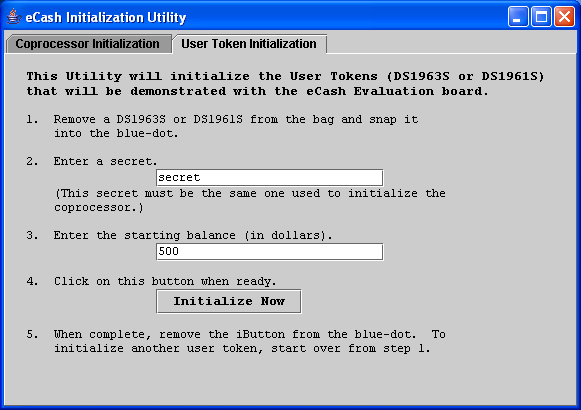 eCash Initialization Utility
Coprocessor Initialization
User Token Initialization
This Utility will initialize the User Tokens (DS1963S or DS1961S)
that will be demonstrated with the eCash Evaluation board.
1. Remove a DS1963S or DS1961S from the bag and snap it
into the blue-dot.
2. Enter a secret.
secret
(This secret must be the same one used to initialize the
coprocessor.)
3. Enter the starting balance (in dollars).
500
4. Click on this button when ready.
Initialize Now
5. When complete, remove the iButton from the blue-dot. To
initialize another user token, start over from step 1.